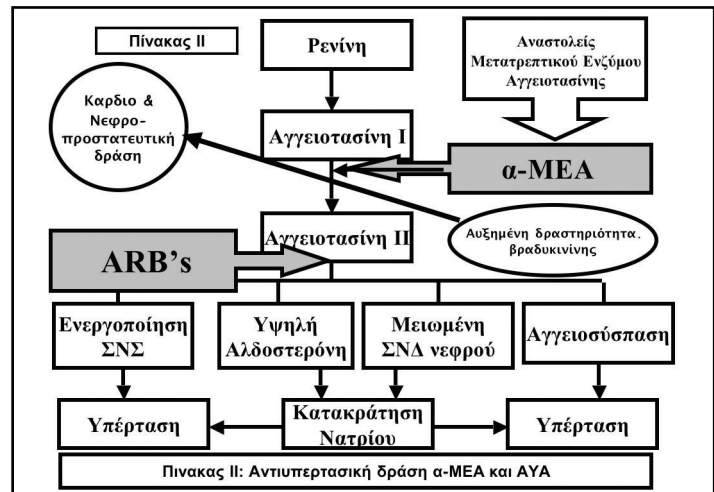 Πίνακας ΙΙ
Ρενίνη
Αναστολείς
Μετατρεπτικού Ενζύμου
Αγγειοτασίνης
Καρδιο &
Νεφρο-
προστατευτική
δράση
Αγγειοτασίνη Ι
α-ΜΕΑ
Αγγειοτασίνη ΙΙ
Αυξημένη δραστηριότητα.
βραδυκινίνης
ARB's
Ενεργοποίηση
ΣΝΣ
Υψηλή
Αλδοστερόνη
Μειωμένη
ΣΝΔ νεφρού
Αγγειοσύσπαση
Υπέρταση
Κατακράτηση
Νατρίου
Υπέρταση
Πινακας ΙΙ: Αντιυπερτασική δράση α-ΜΕΑ και ΑΥΑ